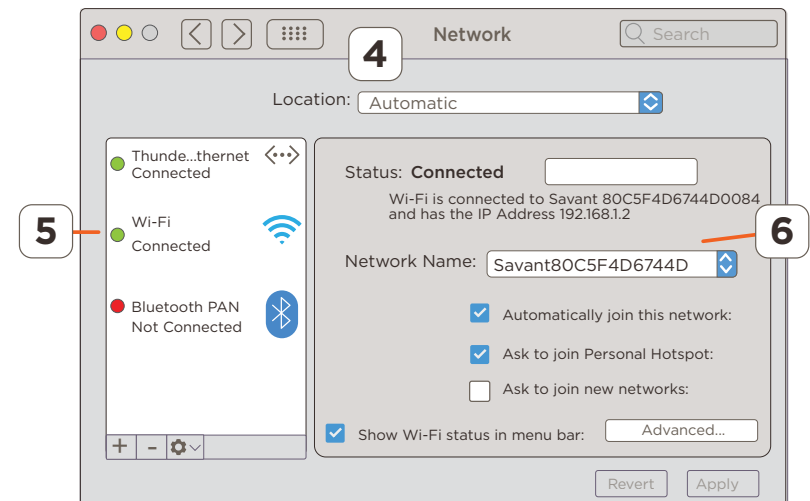 Network
Search
4
Location: Automatic
Thunde...thernet
Connected
Wi-Fi
Connected
Bluetooth PAN
Not Connected
5
Status: Connected
Wi-Fi is connected to Savant 80C5F4D6744D0084
and has the IP Address 192.168.1.2
6
Network Name: Savant80C5F4D6744D
Automatically join this network:
Ask to join Personal Hotspot:
Ask to join new networks:
Show Wi-Fi status in menu bar: Advanced...
+ -
Revert Apply